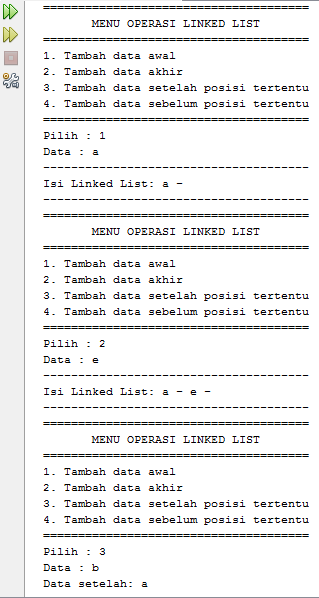 ======================================
MENU OPERASI LINKED LIST
======================================
1. Tambah data awal
2. Tambah data akhir
3. Tambah data setelah posisi tertentu
4. Tambah data sebelum posisi tertentu
======================================
Pilih : 1
Data : a
--------------------------------------
Isi Linked List: a -
--------------------------------------
======================================
MENU OPERASI LINKED LIST
======================================
1. Tambah data awal
2. Tambah data akhir
3. Tambah data setelah posisi tertentu
4. Tambah data sebelum posisi tertentu
======================================
Pilih : 2
Data : e
--------------------------------------
Isi Linked List: a - e -
--------------------------------------
======================================
MENU OPERASI LINKED LIST
======================================
1. Tambah data awal
2. Tambah data akhir
3. Tambah data setelah posisi tertentu
4. Tambah data sebelum posisi tertentu
======================================
Pilih : 3
Data : b
Data setelah: a